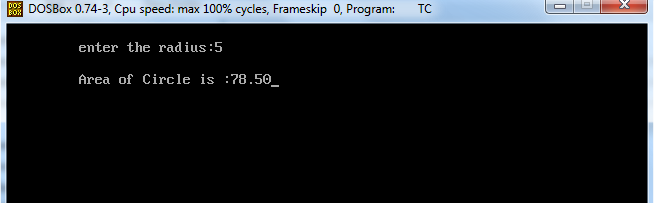 DOSBox 0.74-3, Cpu speed: max 100% cycles, Frameskip 0, Program: TC
enter the radius:5
Area of Circle is :78.50_